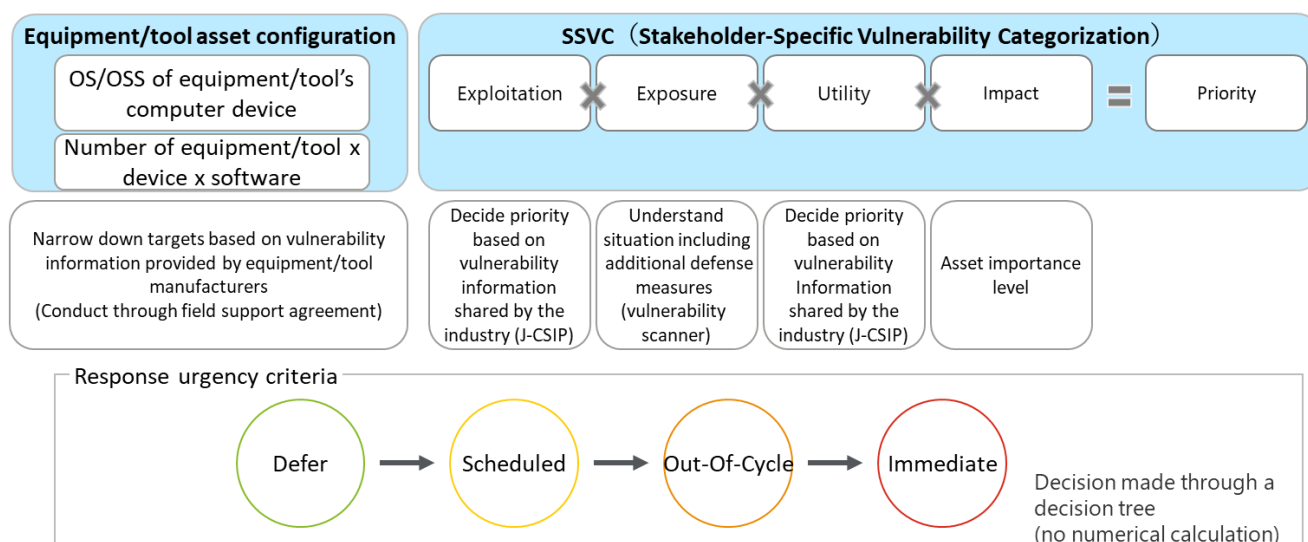 Equipment/tool asset configuration
OS/OSS of equipment/tool's
computer device
Number of equipment/tool x
device x software
SSVC（Stakeholder-Specific Vulnerability Categorization）
Exploitation
Exposure
Utility
Impact
Priority
Narrow down targets based on vulnerability
information provided by equipment/tool
manufacturers
(Conduct through field support agreement)
Decide priority
based on
vulnerability
information
shared by the
industry (J-CSIP)
Understand
situation including
additional defense
measures
(vulnerability
scanner)
Decide priority
based on
vulnerability
Information
shared by the
industry (J-CSIP)
Asset importance
level
Response urgency criteria
Defer
Scheduled
Out-Of-Cycle
Immediate
Decision made through a
decision tree
(no numerical calculation)